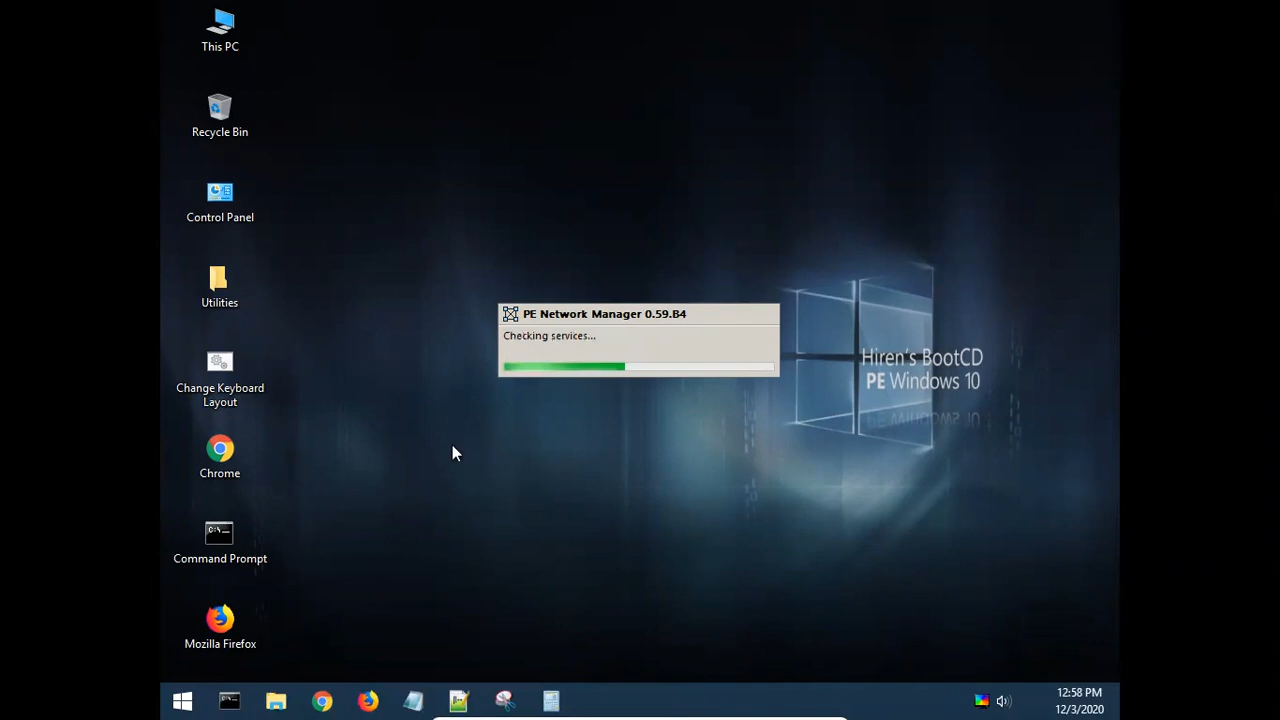 This PC
Recycle Bin
Control Panel
Utilities
Change Keyboard
Layout
Chrome
Command Prompt
Mozilla Firefox
PE Network Manager 0.59.B4
Checking services...
Hiren's BootCD
PE Windows 10
12:58 PM
12/3/2020